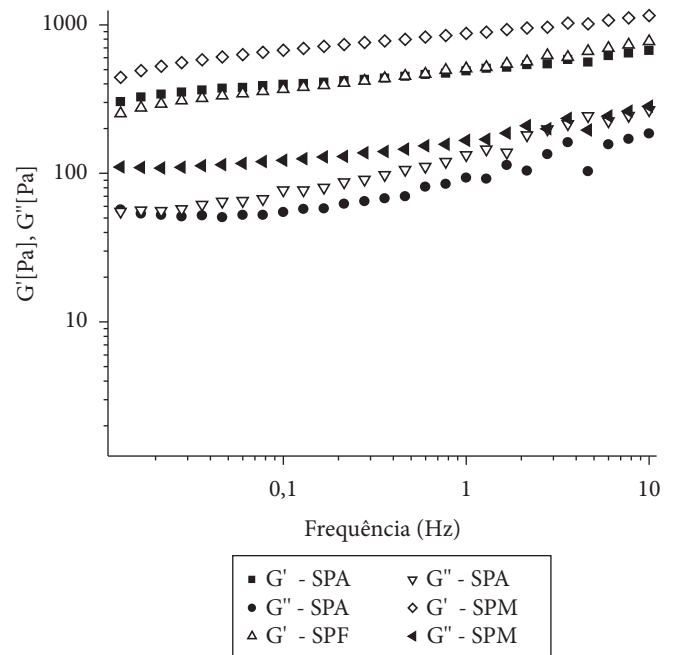 1000
100
10
G'[Pa], G"[Pa]
0,1
1
10
Frequência (Hz)
G' - SPA
G" - SPA
G" - SPA
G' - SPM
G' - SPF
G" - SPM